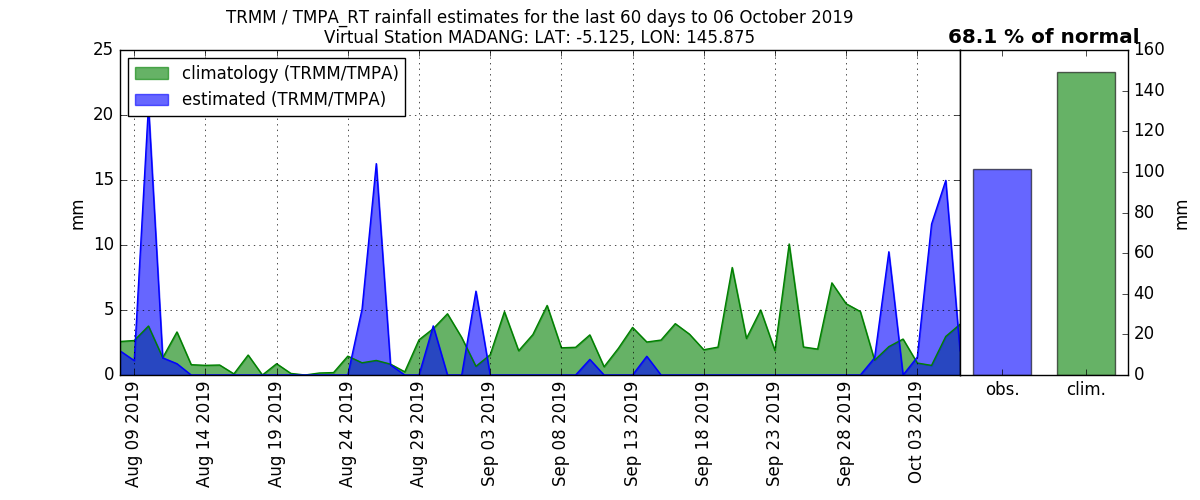 TRMM / TMPA_RT rainfall estimates for the last 60 days to 06 October 2019
Virtual Station MADANG: LAT: -5.125, LON: 145.875
68.1 % of normal
climatology (TRMM/TMPA)
estimated (TRMM/TMPA)
25
20
15
10
5
0
mm
160
140
120
100
80
60
40
20
0
mm
obs.
clim.
Aug 09 2019
Aug 14 2019
Aug 19 2019
Aug 24 2019
Aug 29 2019
Sep 03 2019
Sep 08 2019
Sep 13 2019
Sep 18 2019
Sep 23 2019
Sep 28 2019
Oct 03 2019